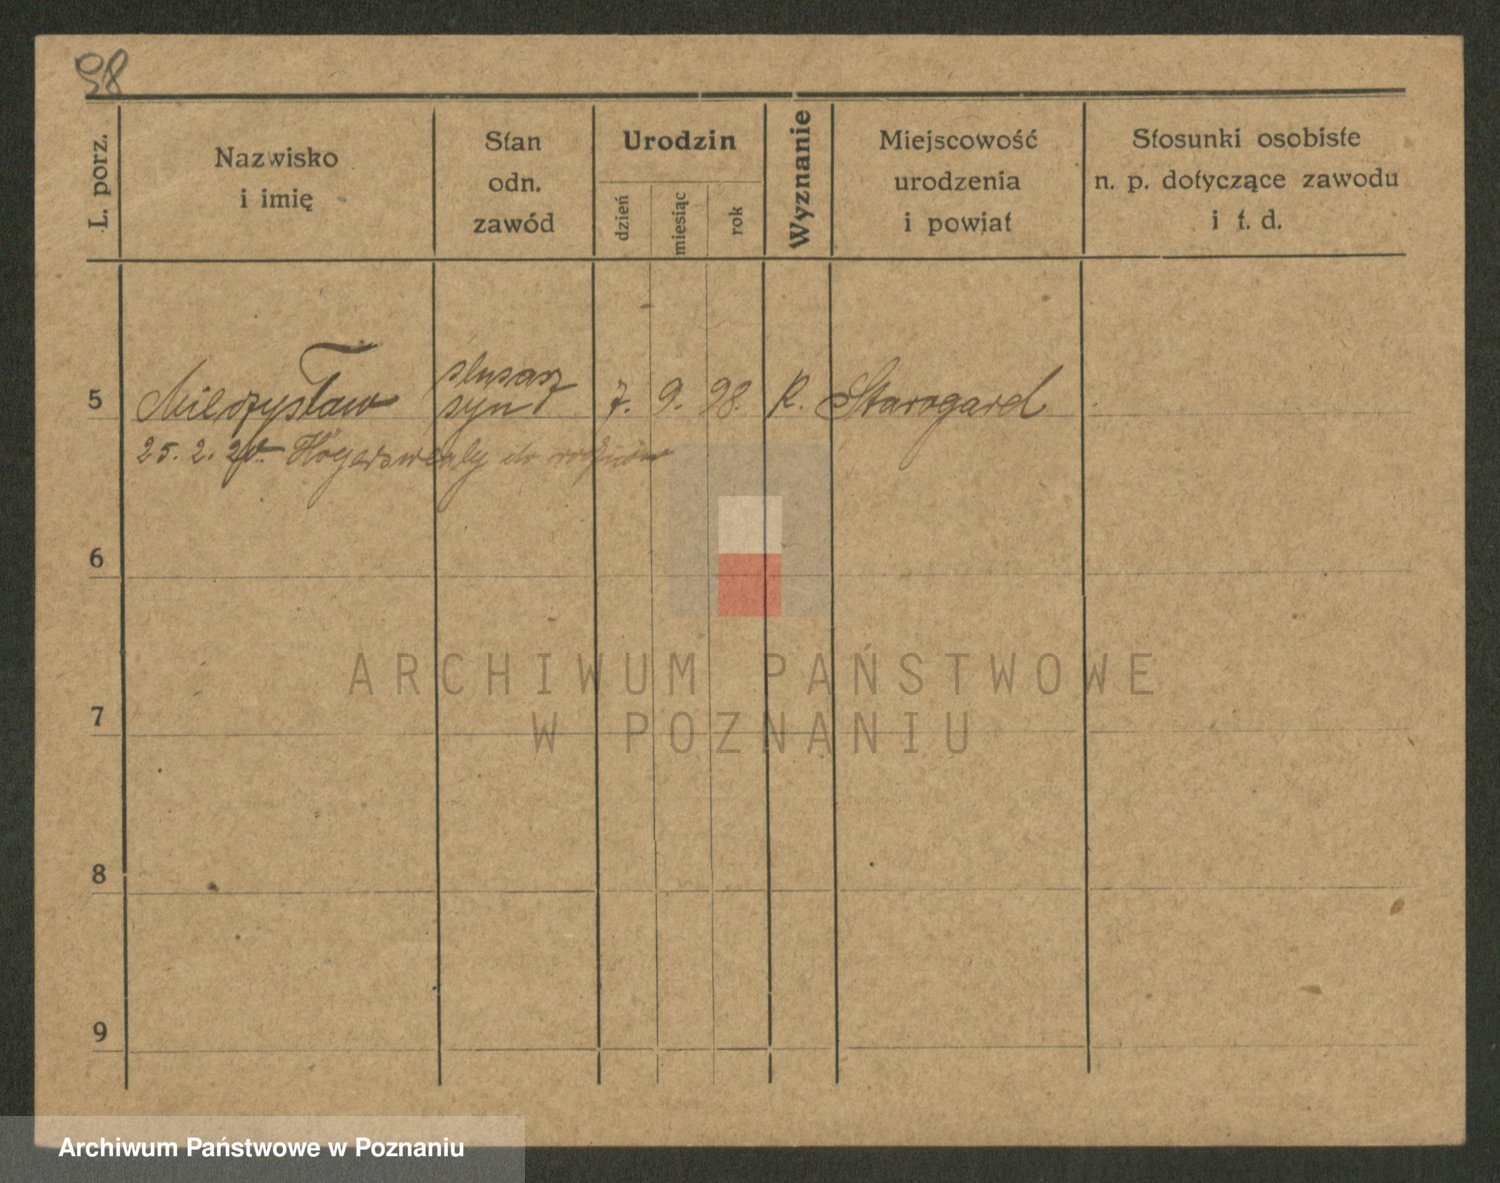 98
L. porz.
Nazwisko
i imię
Stan
odn.
zawód
Urodzin
dzień
miesiąc
rok
Wyznanie
Miejscowość
urodzenia
i powiat
Stosunki osobiste
n. p. dotyczące zawodu
i t. d.
5
Mieczysław
ślusarz
syn
7. 9. 98. R. Starogard
25. 2. do
6
7
8
9
ARCHIWUM PAŃSTWOWE
W POZNANIU
Archiwum Państwowe w Poznaniu